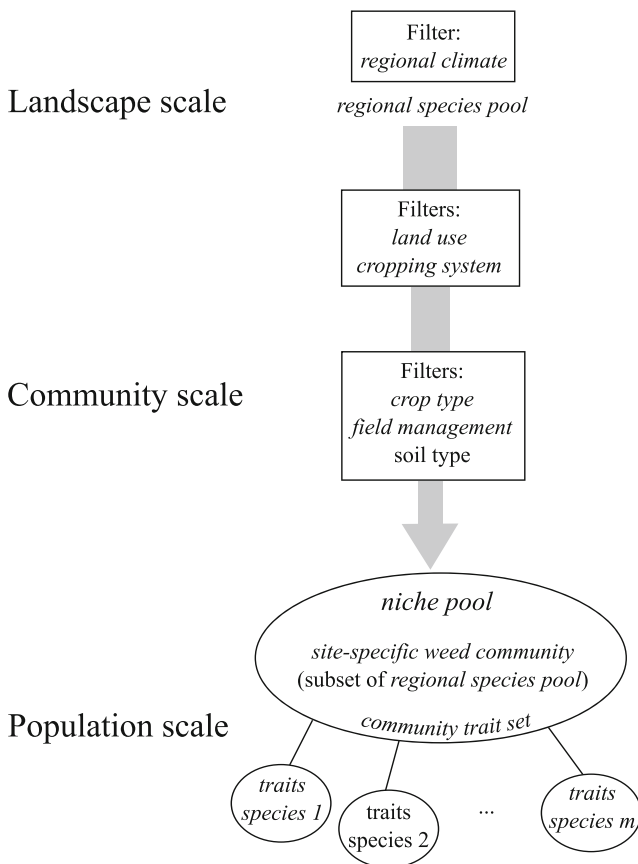 Filter:
regional climate
Landscape scale
regional species pool
Filters:
land use
cropping system
Community scale
Filters:
crop type
field management
soil type
niche pool
site-specific weed community
(subset of regional species pool)
Population scale
community trait set
traits
species 1
traits
species 2
...
traits
species m